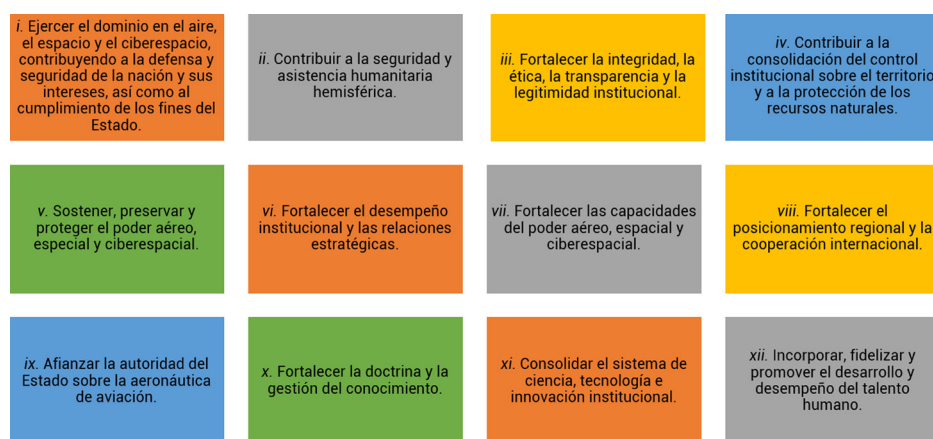 i. Ejercer el dominio en el aire,
el espacio y el ciberespacio,
contribuyendo a la defensa y
seguridad de la nación y sus
intereses, así como al
cumplimiento de los fines del
Estado.
ii. Contribuir a la seguridad y
asistencia humanitaria
hemisférica.
iii. Fortalecer la integridad, la
ética, la transparencia y la
legitimidad institucional.
iv. Contribuir a la
consolidación del control
institucional sobre el territorio
y a la protección de los
recursos naturales.
v. Sostener, preservar y
proteger el poder aéreo,
especial y ciberespacial.
vi. Fortalecer el desempeño
institucional y las relaciones
estratégicas.
vii. Fortalecer las capacidades
del poder aéreo, espacial y
ciberespacial.
viii. Fortalecer el
posicionamiento regional y la
cooperación internacional.
ix. Afianzar la autoridad del
Estado sobre la aeronáutica
de aviación.
x. Fortalecer la doctrina y la
gestión del conocimiento.
xi. Consolidar el sistema de
ciencia, tecnología e
innovación institucional.
xii. Incorporar, fidelizar y
promover el desarrollo y
desempeño del talento
humano.